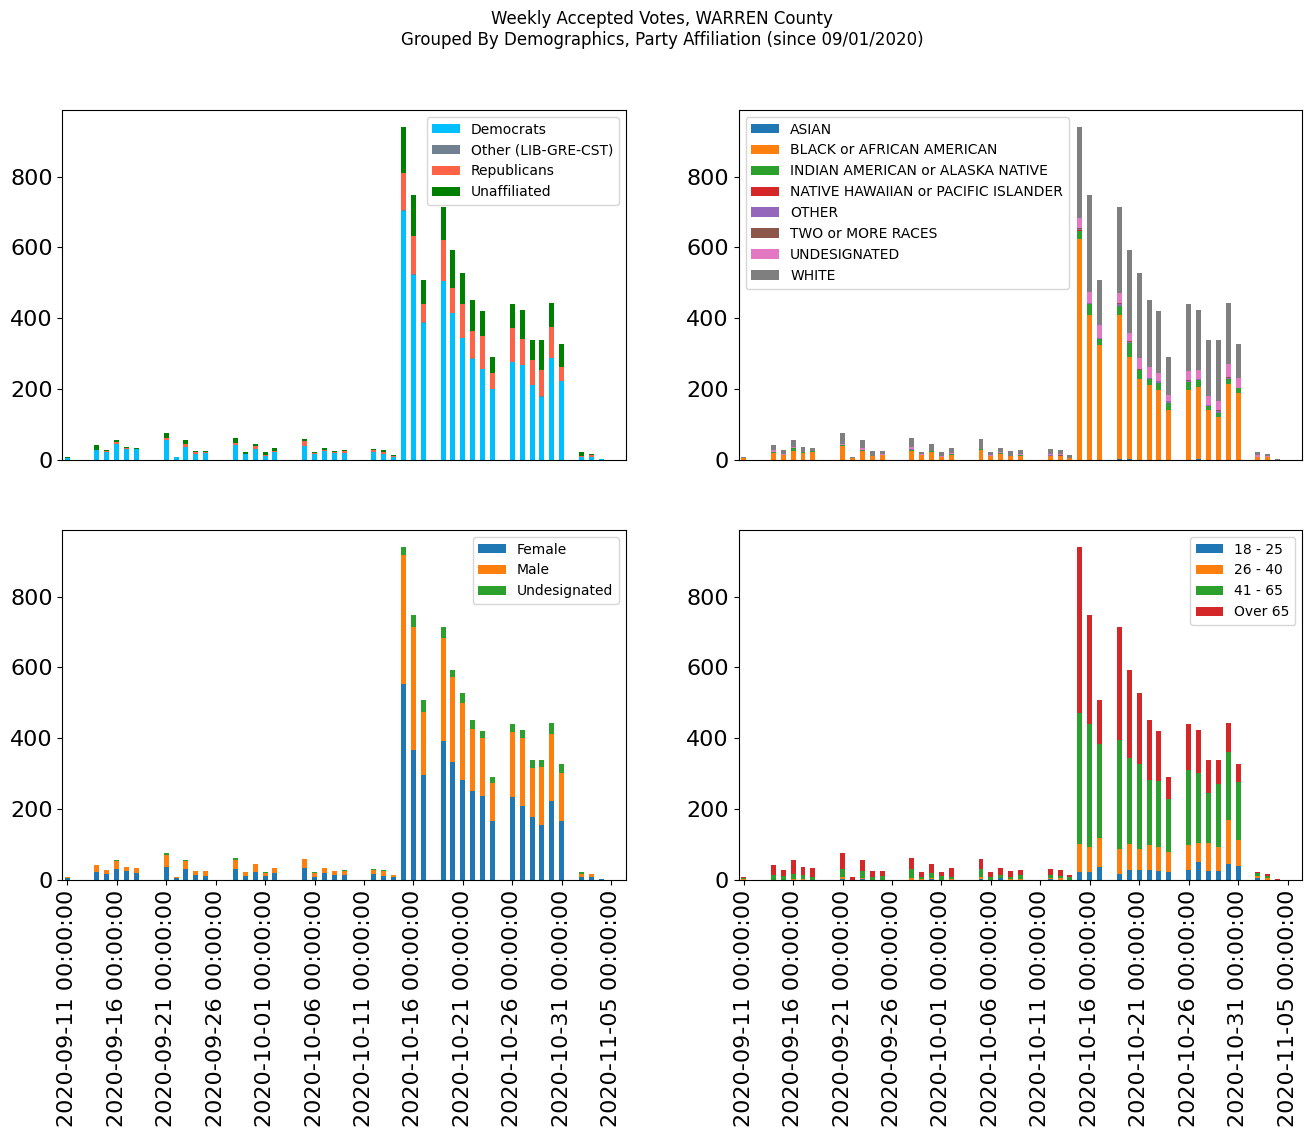 Weekly Accepted Votes, WARREN County
Grouped By Demographics, Party Affiliation (since 09/01/2020)
800
600
400
200
0
Democrats
Other (LIB-GRE-CST)
Republicans
Unaffiliated
800
600
400
200
0
ASIAN
BLACK or AFRICAN AMERICAN
INDIAN AMERICAN or ALASKA NATIVE
NATIVE HAWAIIAN or PACIFIC ISLANDER
OTHER
TWO or MORE RACES
UNDESIGNATED
WHITE
800
600
400
200
0
Female
Male
Undesignated
2020-09-11 00:00:00
2020-09-16 00:00:00
2020-09-21 00:00:00
2020-09-26 00:00:00
2020-10-01 00:00:00
2020-10-06 00:00:00
2020-10-11 00:00:00
2020-10-16 00:00:00
2020-10-21 00:00:00
2020-10-26 00:00:00
2020-10-31 00:00:00
2020-11-05 00:00:00
800
600
400
200
0
18 - 25
26 - 40
41 - 65
Over 65
2020-09-11 00:00:00
2020-09-16 00:00:00
2020-09-21 00:00:00
2020-09-26 00:00:00
2020-10-01 00:00:00
2020-10-06 00:00:00
2020-10-11 00:00:00
2020-10-16 00:00:00
2020-10-21 00:00:00
2020-10-26 00:00:00
2020-10-31 00:00:00
2020-11-05 00:00:00